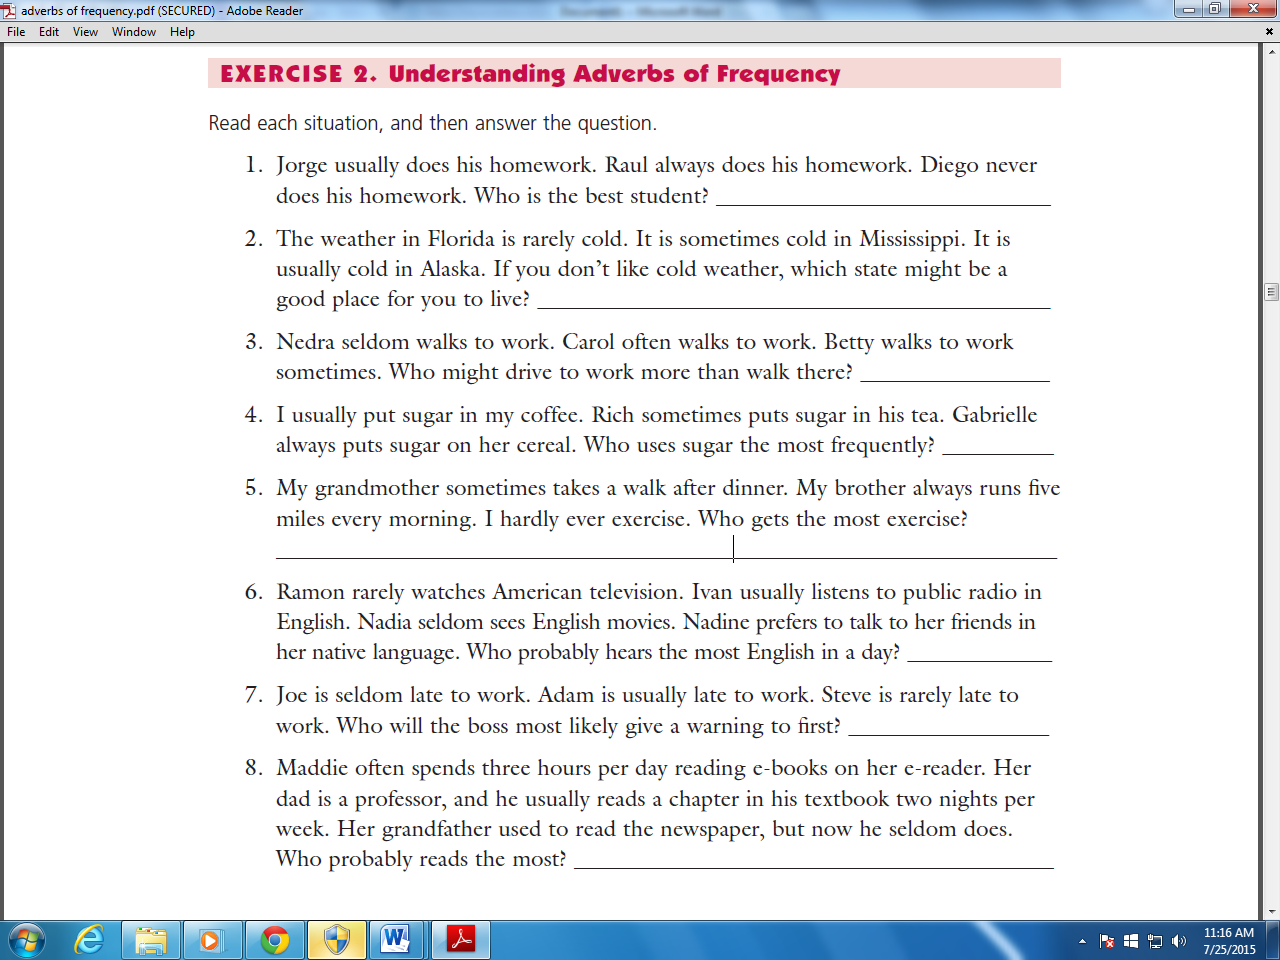 adverbs of frequency.pdf (SECURED) - Adobe Reader
File Edit View Window Help
EXERCISE 2. Understanding Adverbs of Frequency
Read each situation, and then answer the question.
1. Jorge usually does his homework. Raul always does his homework. Diego never
does his homework. Who is the best student?
2. The weather in Florida is rarely cold. It is sometimes cold in Mississippi. It is
usually cold in Alaska. If you don’t like cold weather, which state might be a
good place for you to live?
3. Nedra seldom walks to work. Carol often walks to work. Betty walks to work
sometimes. Who might drive to work more than walk there?
4. I usually put sugar in my coffee. Rich sometimes puts sugar in his tea. Gabrielle
always puts sugar on her cereal. Who uses sugar the most frequently?
5. My grandmother sometimes takes a walk after dinner. My brother always runs five
miles every morning. I hardly ever exercise. Who gets the most exercise?
6. Ramon rarely watches American television. Ivan usually listens to public radio in
English. Nadia seldom sees English movies. Nadine prefers to talk to her friends in
her native language. Who probably hears the most English in a day?
7. Joe is seldom late to work. Adam is usually late to work. Steve is rarely late to
work. Who will the boss most likely give a warning to first?
8. Maddie often spends three hours per day reading e-books on her e-reader. Her
dad is a professor, and he usually reads a chapter in his textbook two nights per
week. Her grandfather used to read the newspaper, but now he seldom does.
Who probably reads the most?
11:16 AM
7/25/2015